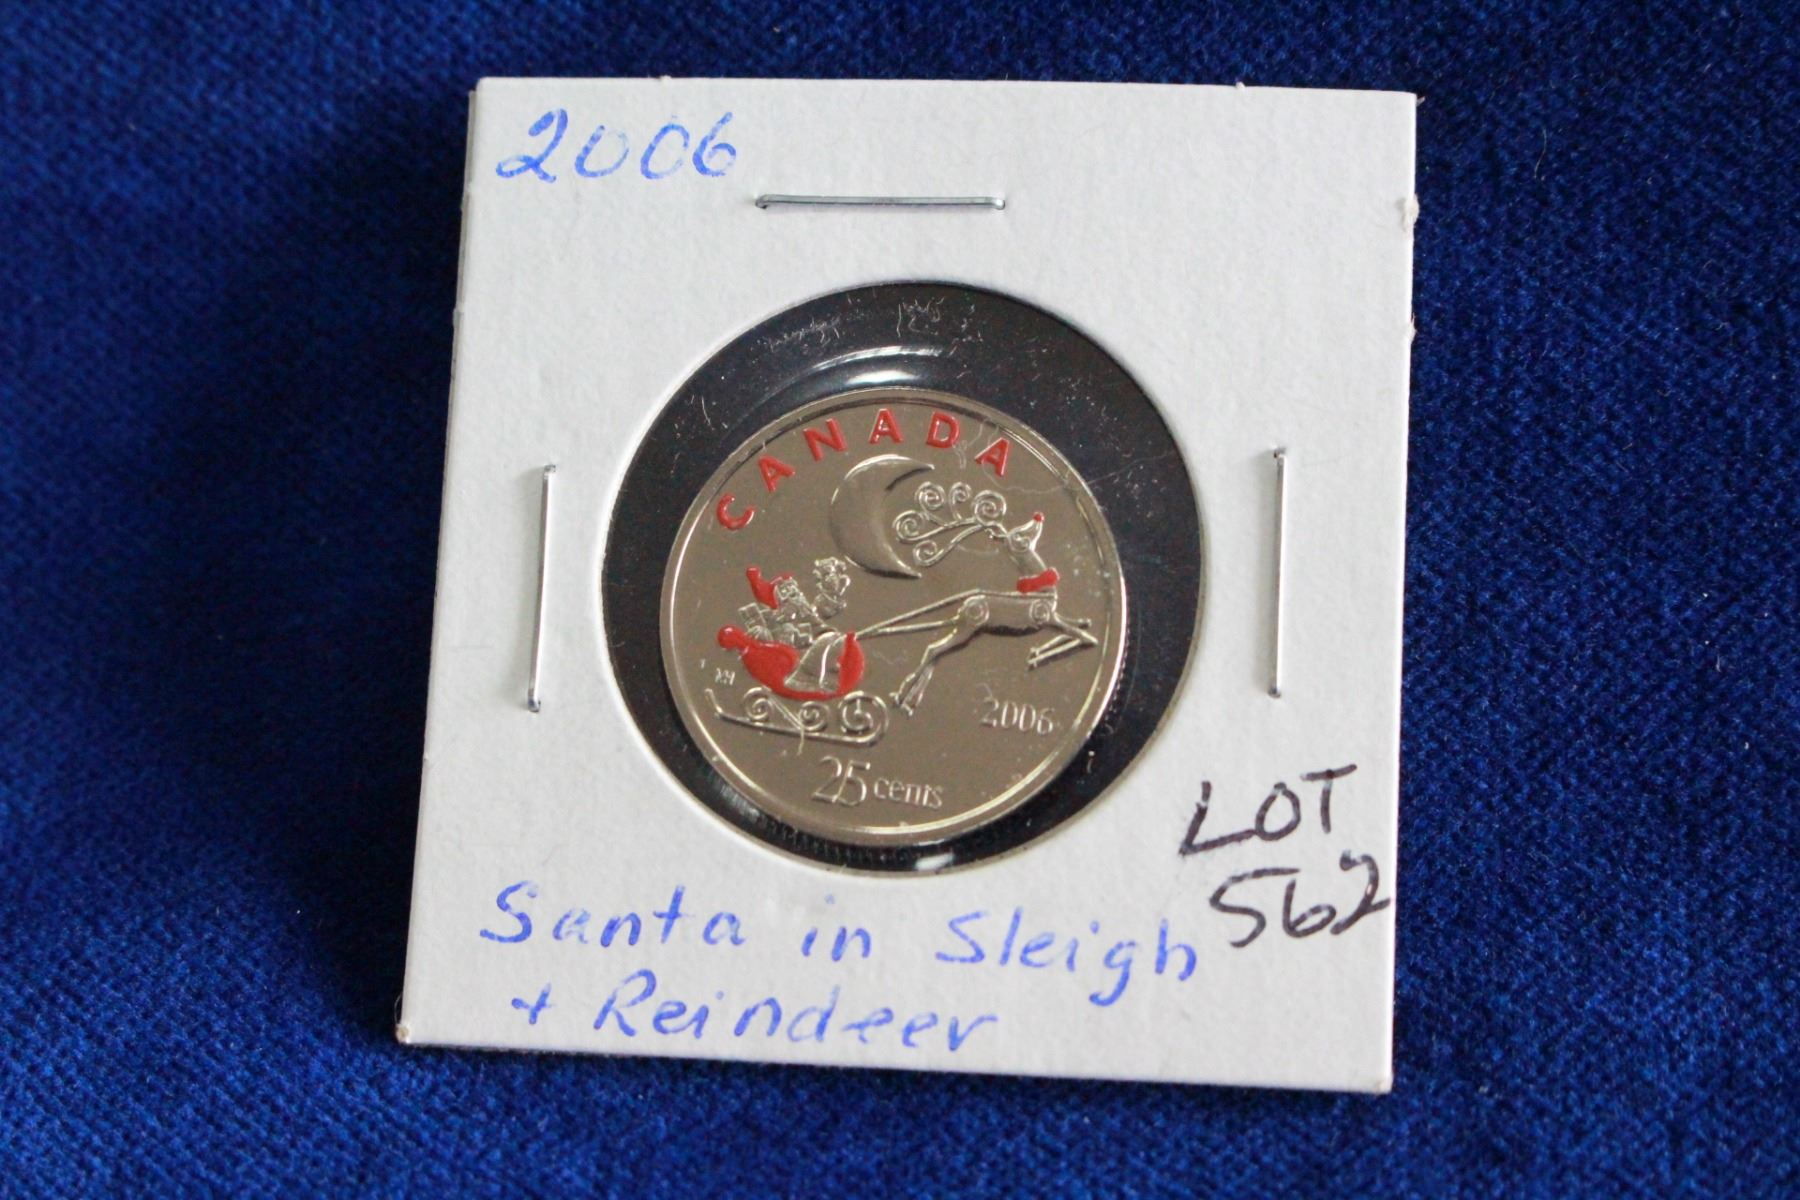 2006
CANADA
2006
25 cents
LOT
562
Santa in Sleigh
+ Reindeer